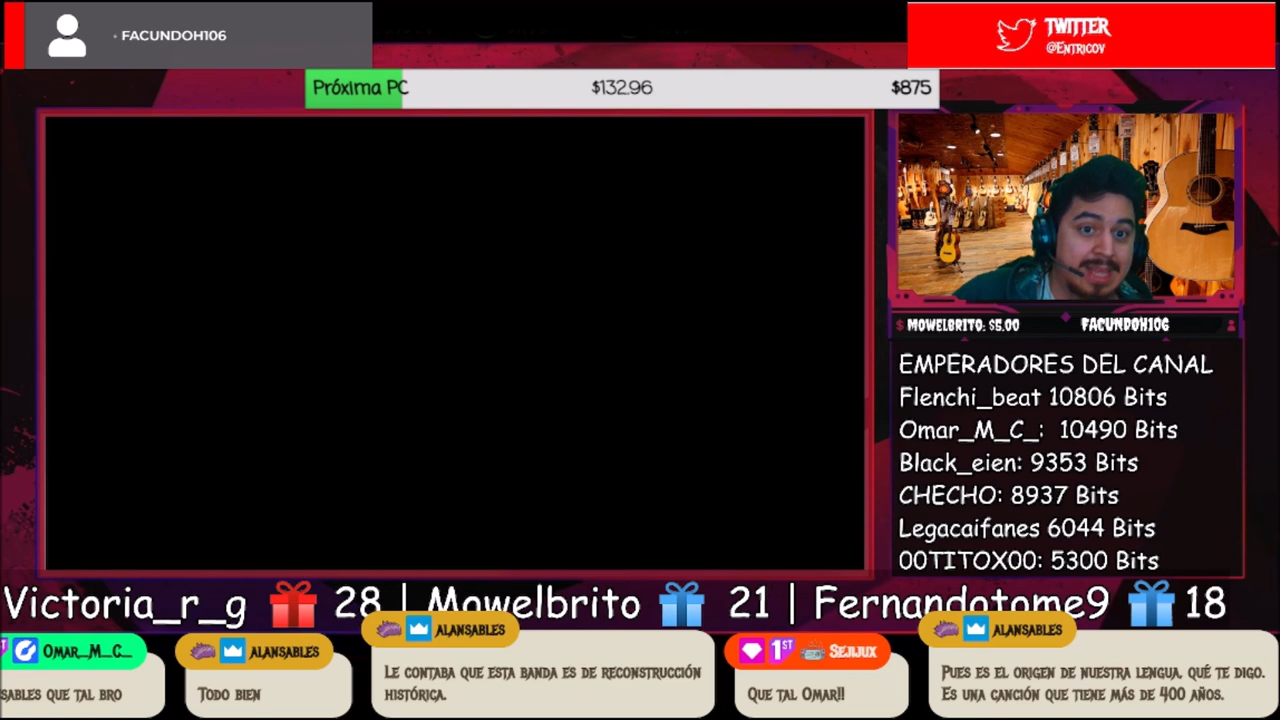 • FACUNDOH106
TWITTER
@ENTRICOV
Próxima PC $132.96 $875
$ MOWELBRITO: $5.00 FACUNDOH106
EMPERADORES DEL CANAL
Flenchi_beat 10806 Bits
Omar_M_C_: 10490 Bits
Black_eien: 9353 Bits
CHECHO: 8937 Bits
Legacaifanes 6044 Bits
00TITOX00: 5300 Bits
Victoria_r_g 28 | Mowelbrito 21 | Fernandotome9 18
OMAR_M_C_
SABLES QUE TAL BRO
ALANSABLES
TODO BIEN
ALANSABLES
LE CONTABA QUE ESTA BANDA ES DE RECONSTRUCCIÓN
HISTÓRICA.
1ST SEJIJUX
QUE TAL OMAR!!
ALANSABLES
PUES ES EL ORIGEN DE NUESTRA LENGUA, QUÉ TE DIGO.
ES UNA CANCIÓN QUE TIENE MÁS DE 400 AÑOS.